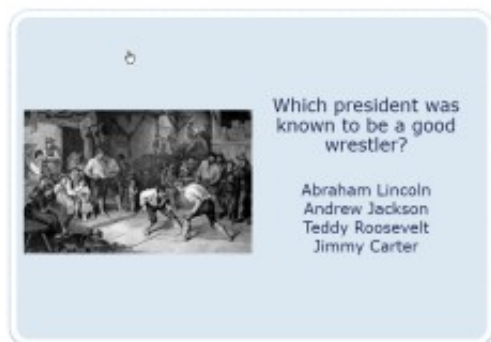 Which president was
known to be a good
wrestler?
Abraham Lincoln
Andrew Jackson
Teddy Roosevelt
Jimmy Carter